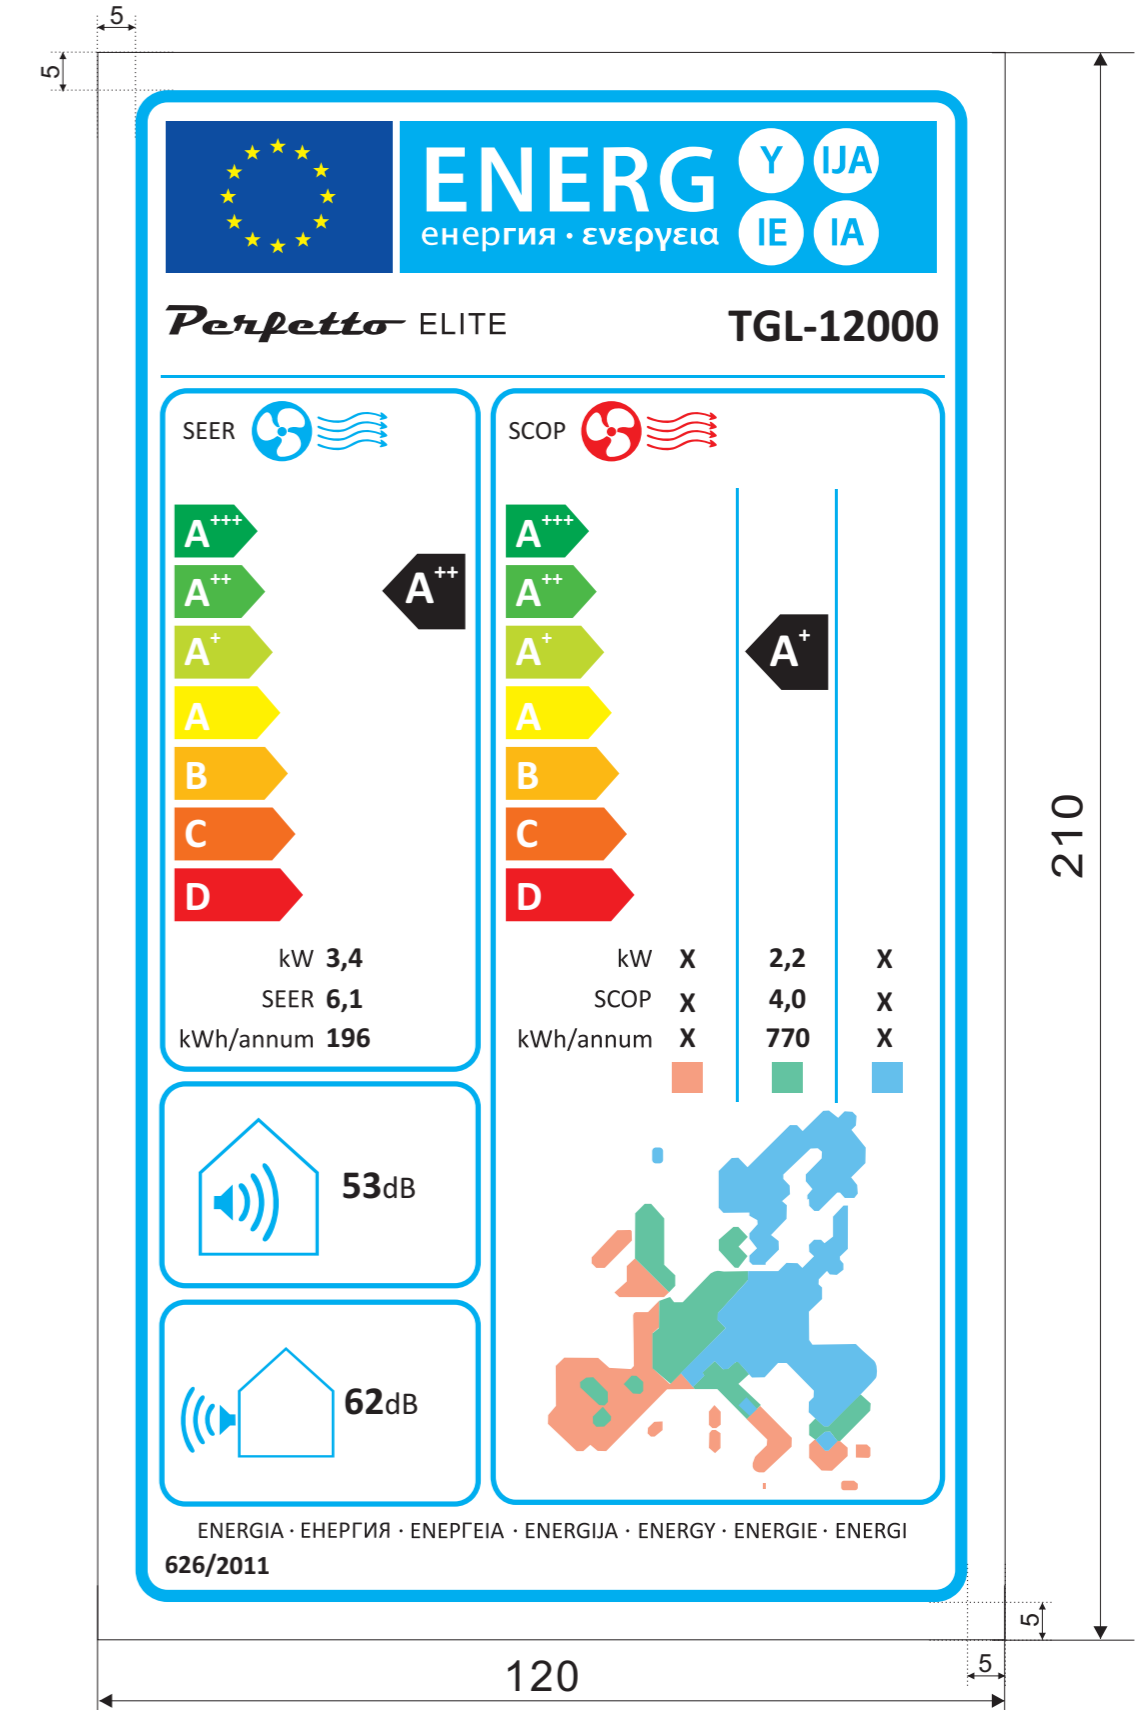 5
5
ENERG Y IJA
енергия · ενεργεια IE IA
Perfetto ELITE TGL-12000
SEER
A+++
A++
A+
A
B
C
D
A++
kW 3,4
SEER 6,1
kWh/annum 196
SCOP
A+++
A++
A+
A
B
C
D
A+
kW X 2,2 X
SCOP X 4,0 X
kWh/annum X 770 X
53dB
62dB
ENERGIA · ЕНЕРГИЯ · ΕΝΕΡΓΕΙΑ · ENERGIJA · ENERGY · ENERGIE · ENERGI
626/2011
210
5
5
120